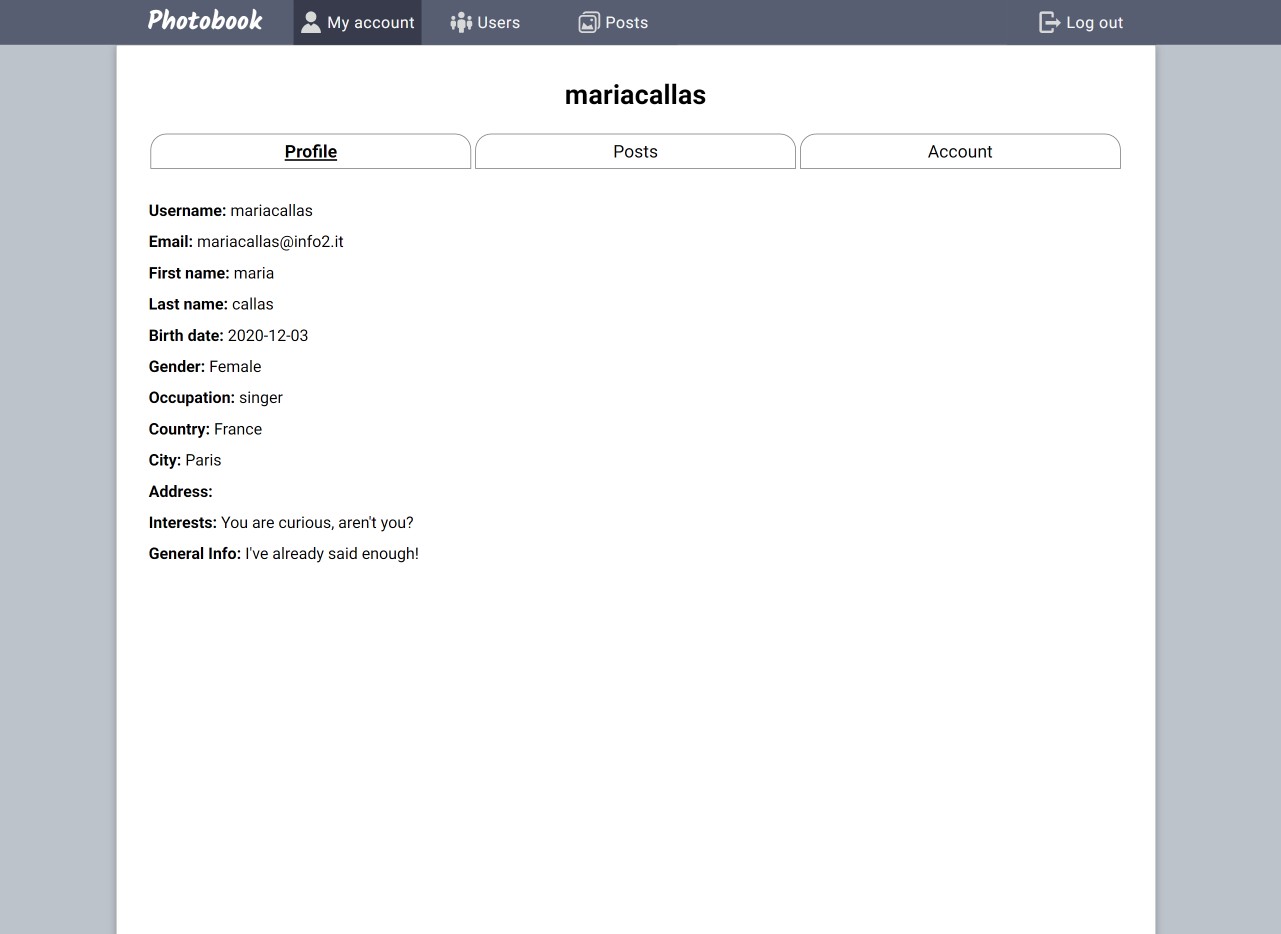 Photobook My account Users Posts Log out
mariacallas
Profile Posts Account
Username: mariacallas
Email: mariacallas@info2.it
First name: maria
Last name: callas
Birth date: 2020-12-03
Gender: Female
Occupation: singer
Country: France
City: Paris
Address:
Interests: You are curious, aren't you?
General Info: I've already said enough!